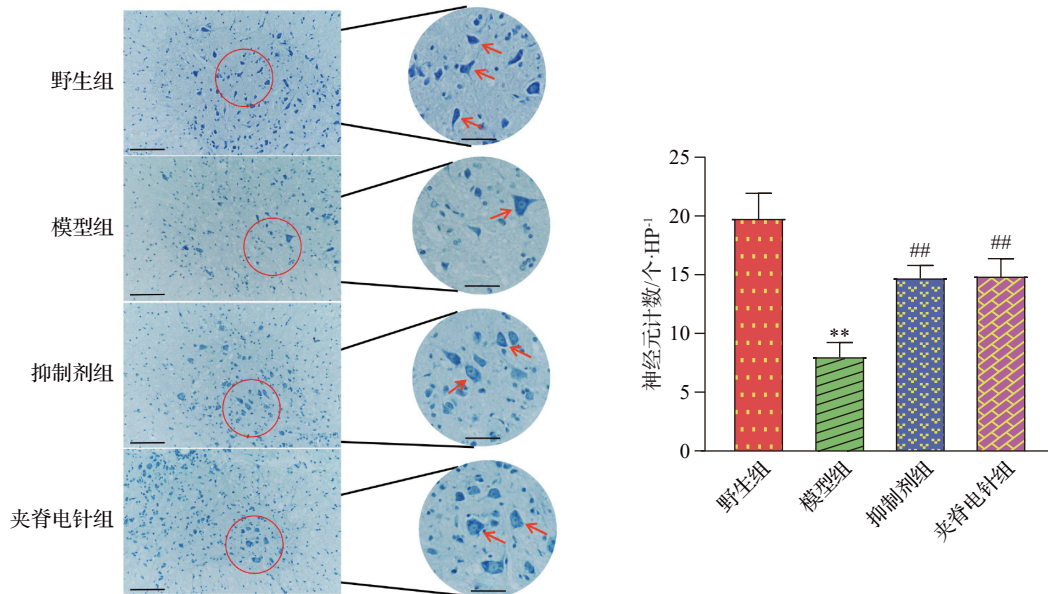 野生组
模型组
抑制剂组
夹脊电针组
神经元计数/个·HP⁻¹
25
20
15
10
5
0
**
##
##
野生组
模型组
抑制剂组
夹脊电针组